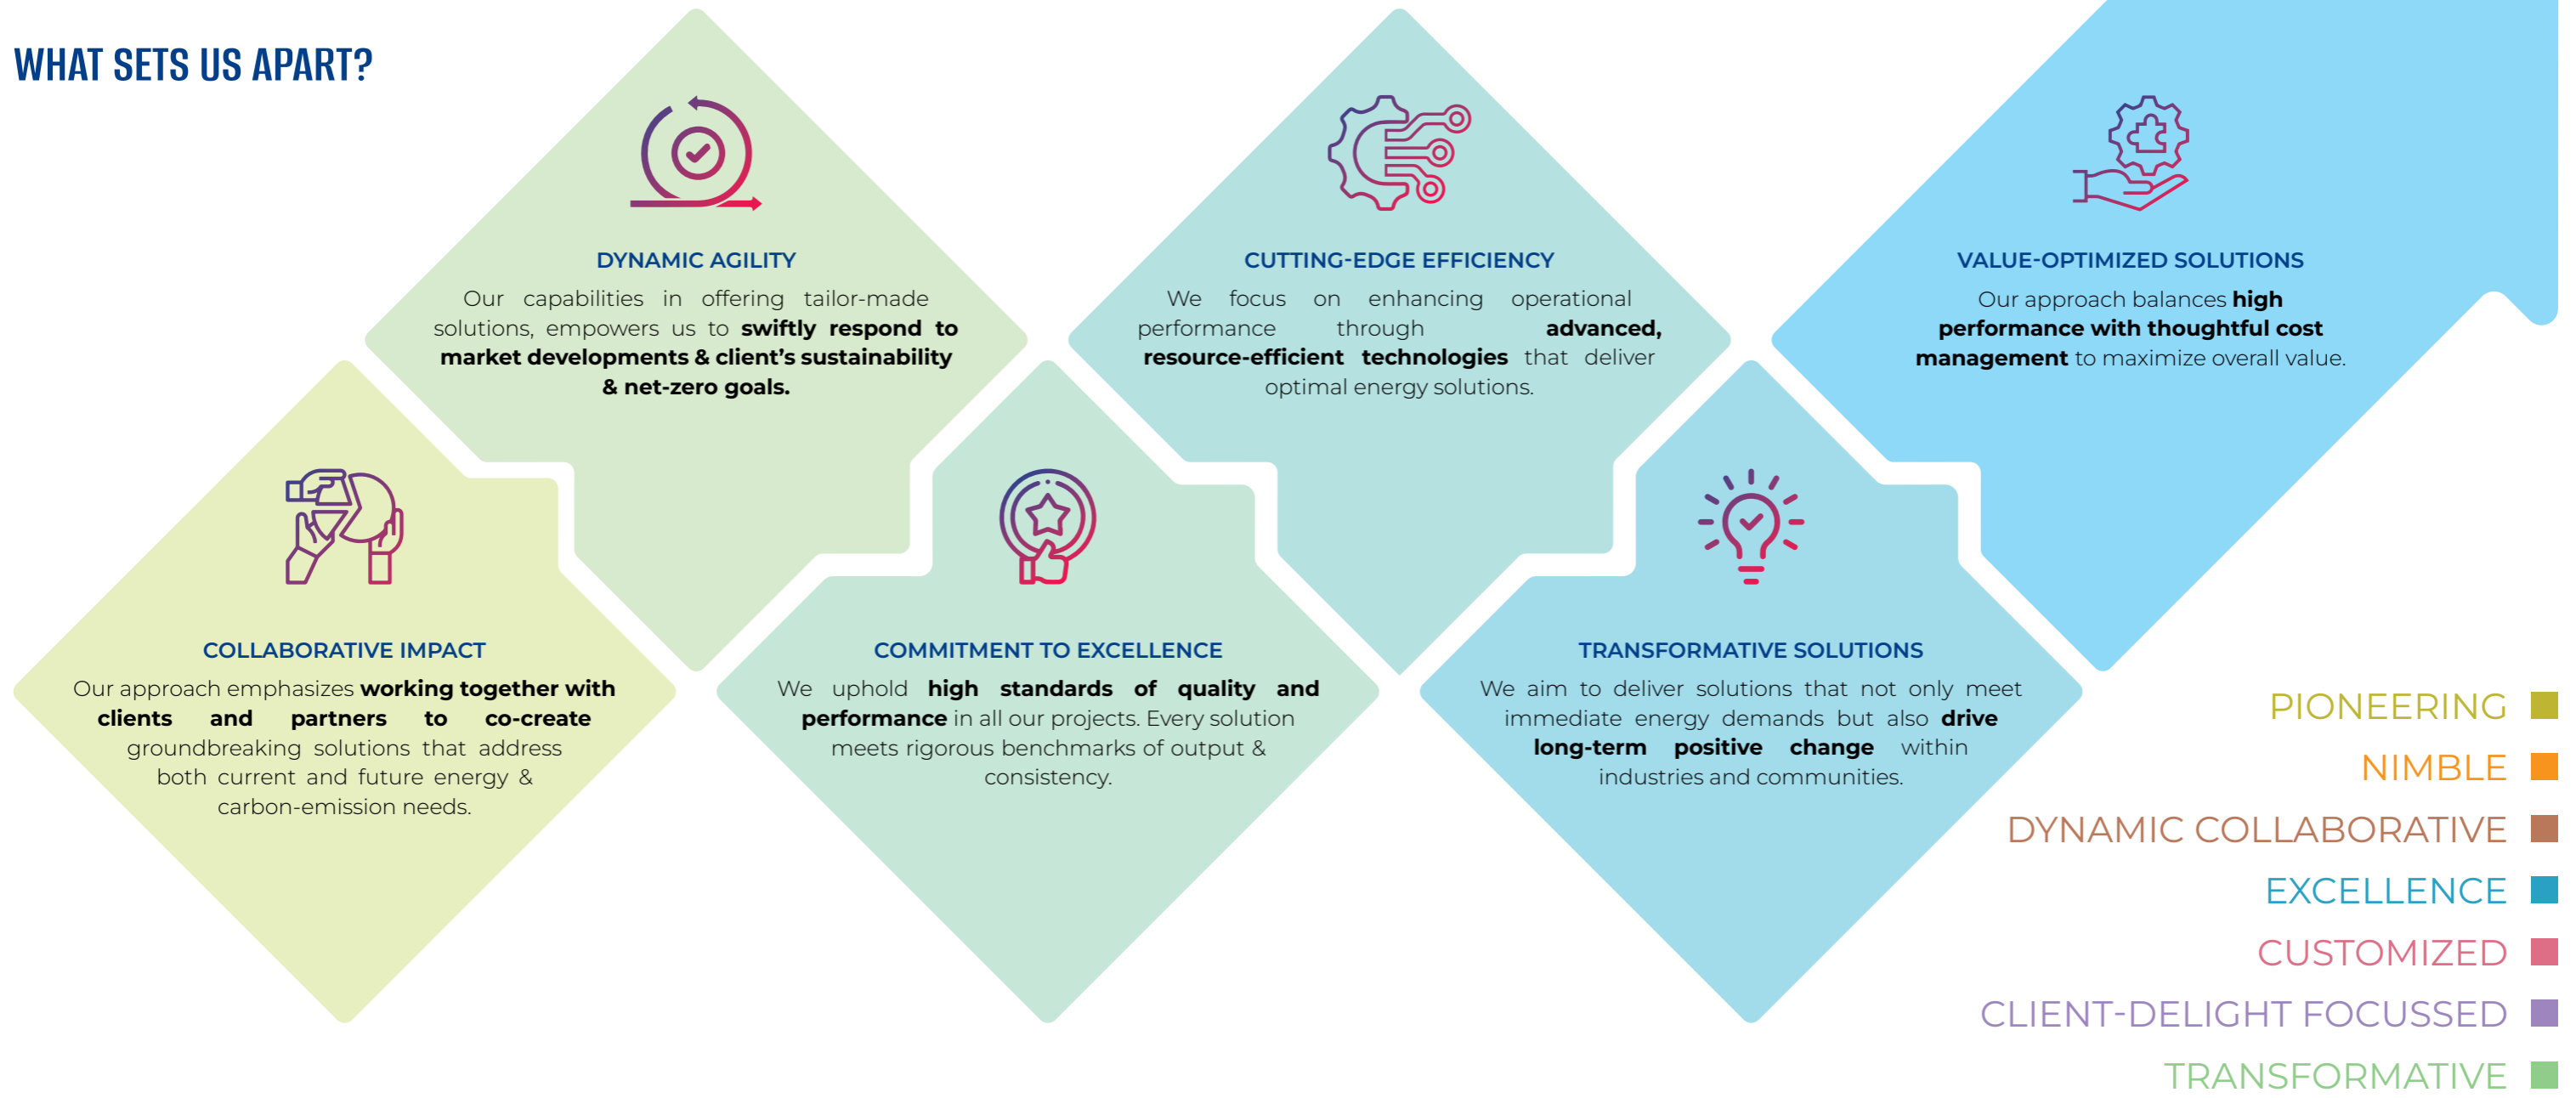 WHAT SETS US APART?
DYNAMIC AGILITY
Our capabilities in offering tailor-made
solutions, empowers us to swiftly respond to
market developments & client's sustainability
& net-zero goals.
CUTTING-EDGE EFFICIENCY
We focus on enhancing operational
performance through advanced,
resource-efficient technologies that deliver
optimal energy solutions.
VALUE-OPTIMIZED SOLUTIONS
Our approach balances high
performance with thoughtful cost
management to maximize overall value.
COLLABORATIVE IMPACT
Our approach emphasizes working together with
clients and partners to co-create
groundbreaking solutions that address
both current and future energy &
carbon-emission needs.
COMMITMENT TO EXCELLENCE
We uphold high standards of quality and
performance in all our projects. Every solution
meets rigorous benchmarks of output &
consistency.
TRANSFORMATIVE SOLUTIONS
We aim to deliver solutions that not only meet
immediate energy demands but also drive
long-term positive change within
industries and communities.
PIONEERING
NIMBLE
DYNAMIC COLLABORATIVE
EXCELLENCE
CUSTOMIZED
CLIENT-DELIGHT FOCUSSED
TRANSFORMATIVE